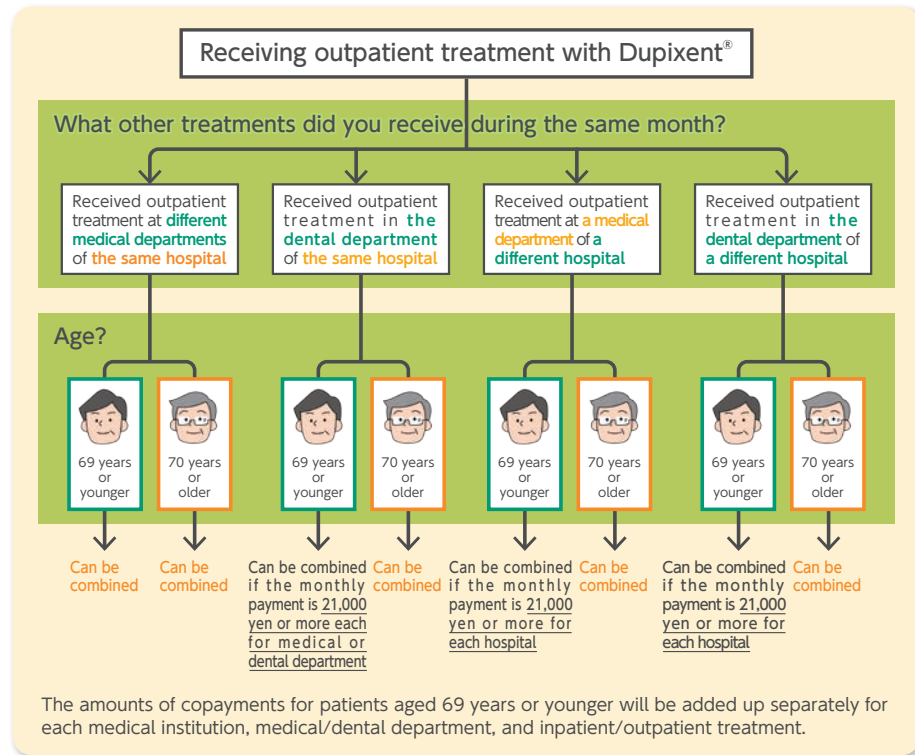 Receiving outpatient treatment with Dupixent®
What other treatments did you receive during the same month?
Received outpatient
treatment at different
medical departments
of the same hospital
Received outpatient
treatment in the
dental department
of the same hospital
Received outpatient
treatment at a medical
department of a
different hospital
Received outpatient
treatment in the
dental department of
a different hospital
Age?
69 years
or
younger
70 years
or
older
69 years
or
younger
70 years
or
older
69 years
or
younger
70 years
or
older
69 years
or
younger
70 years
or
older
Can be
combined
Can be
combined
Can be combined
if the monthly
payment is 21,000
yen or more each
for medical or
dental department
Can be
combined
Can be combined
if the monthly
payment is 21,000
yen or more for
each hospital
Can be
combined
Can be combined
if the monthly
payment is 21,000
yen or more for
each hospital
Can be
combined
The amounts of copayments for patients aged 69 years or younger will be added up separately for
each medical institution, medical/dental department, and inpatient/outpatient treatment.